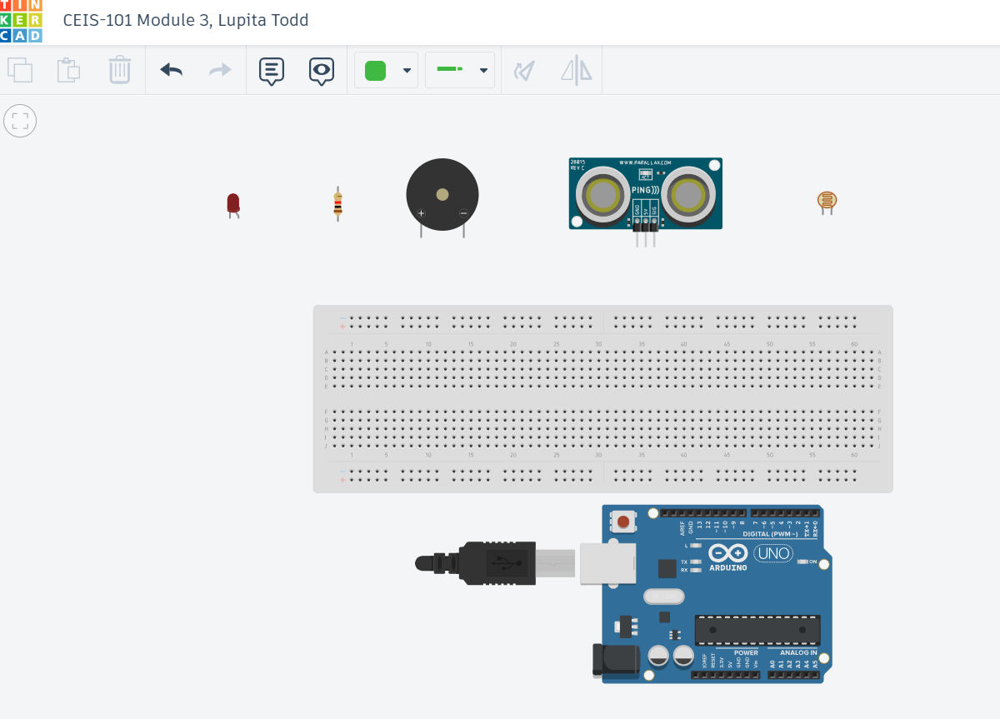 TIN
KER
CAD
CEIS-101 Module 3, Lupita Todd
28015
REV C
WWW.PARALLAX.COM
ACT
PING)))
GND
5V
SIG
+
−
−
+
1 5 10 15 20 25 30 35 40 45 50 55 60
A A
B B
C C
D D
E E
F F
G G
H H
I I
J J
1 5 10 15 20 25 30 35 40 45 50 55 60
−
+
AREF GND 13 12 ~11 ~10 ~9 8 7 ~6 ~5 4 ~3 2 TX→1 RX←0
DIGITAL (PWM~)
L
TX
RX
ARDUINO
UNO
ON
POWER
ANALOG IN
IOREF RESET 3.3V 5V GND GND Vin A0 A1 A2 A3 A4 A5